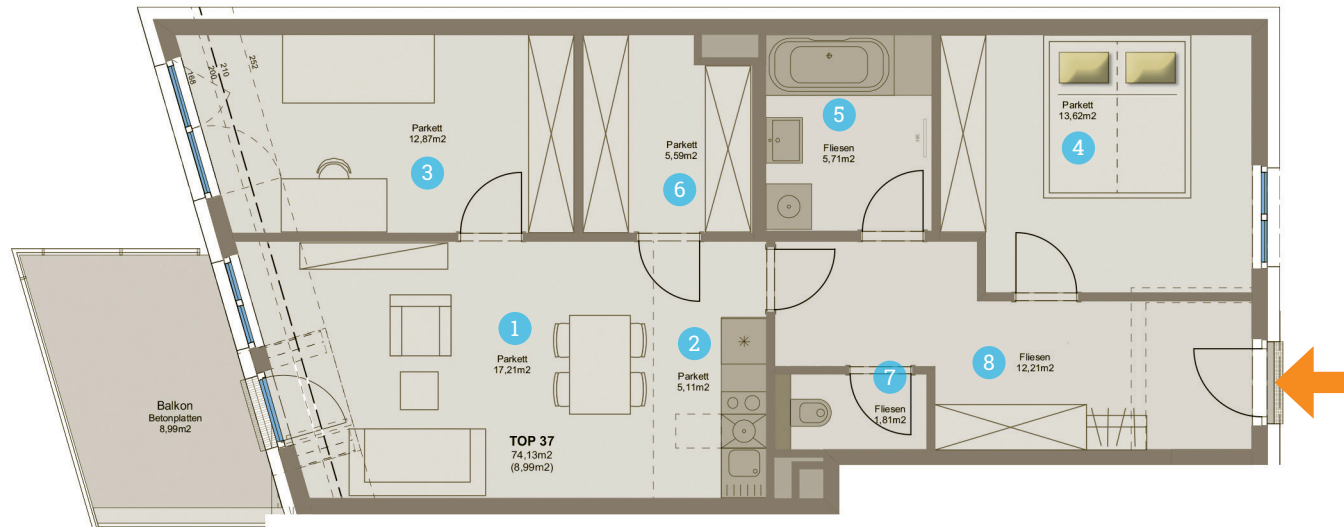 168
200
210
252
Parkett
12,87m2
3
Parkett
5,59m2
6
5
Fliesen
5,71m2
Parkett
13,62m2
4
1
Parkett
17,21m2
2
Parkett
5,11m2
TOP 37
74,13m2
(8,99m2)
7
Fliesen
1,81m2
8
Fliesen
12,21m2
Balkon
Betonplatten
8,99m2